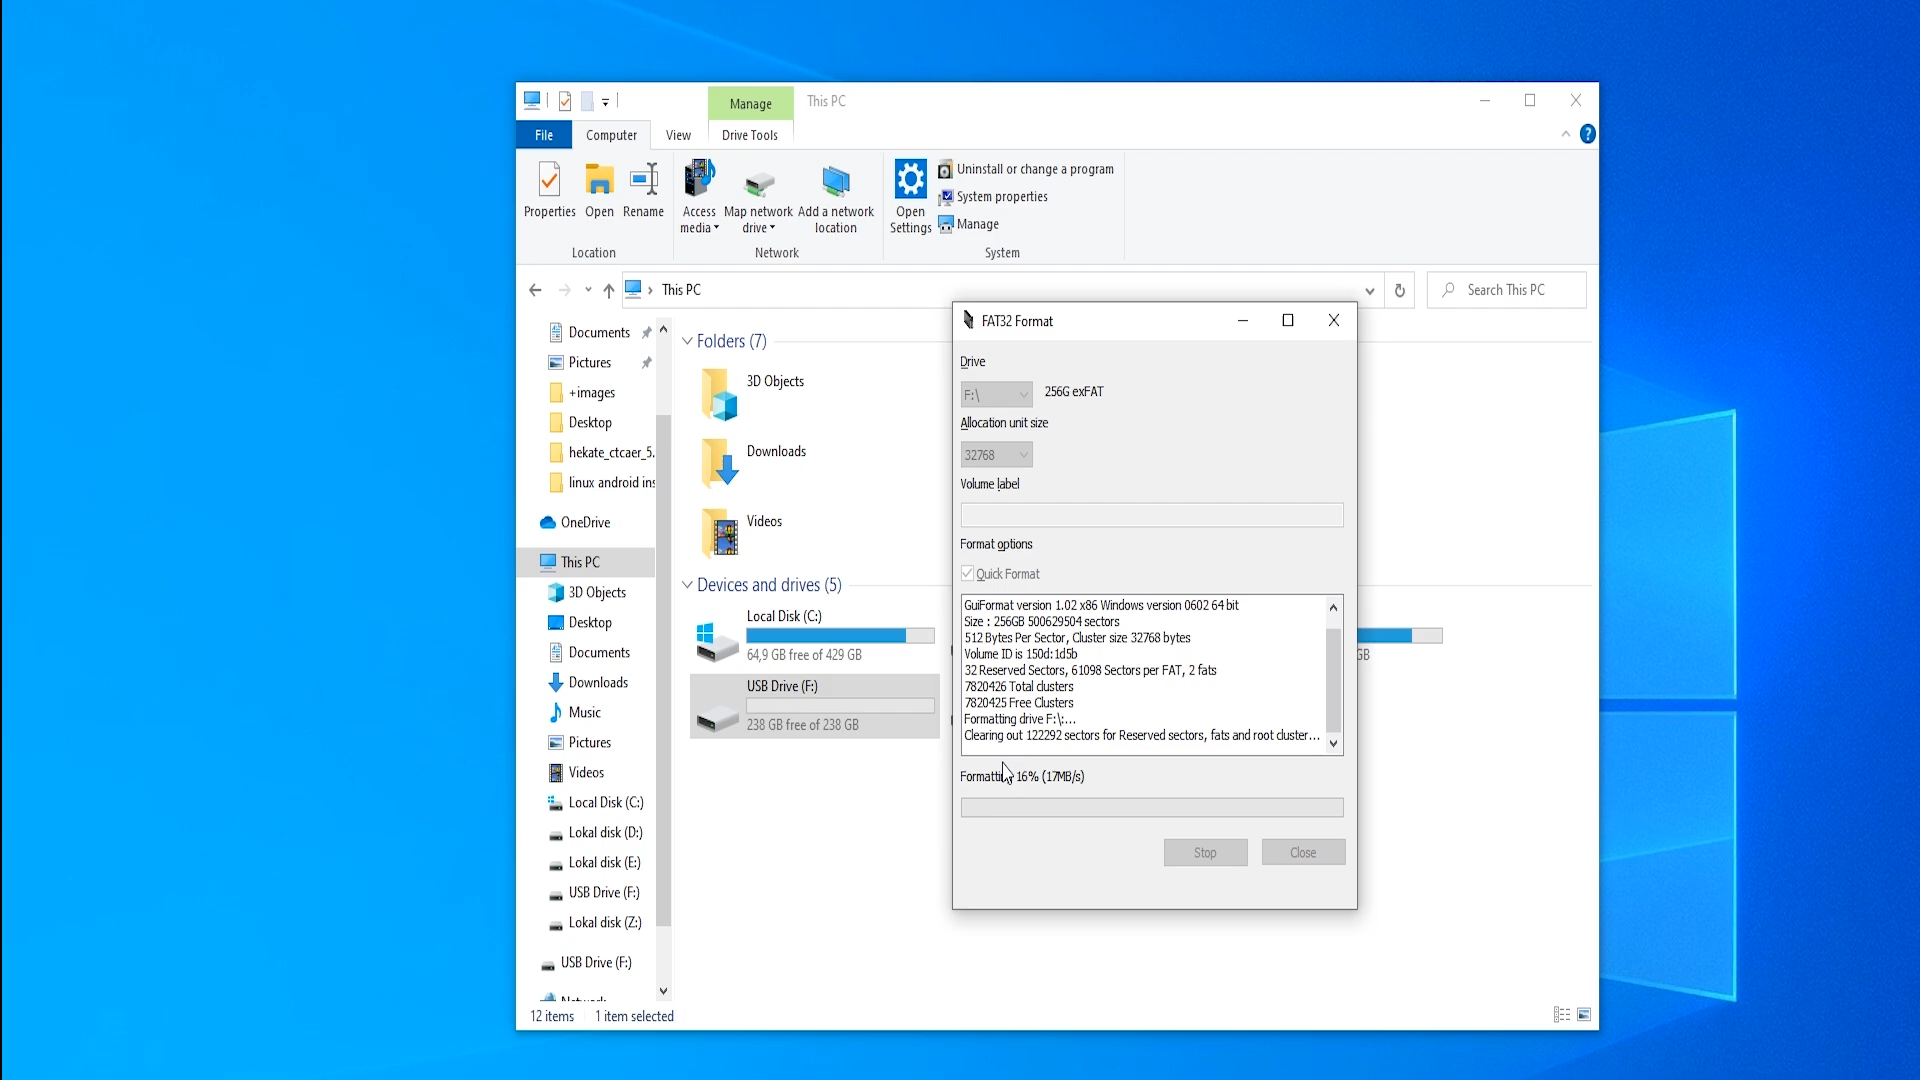 Manage
This PC
File
Computer
View
Drive Tools
Properties
Open
Rename
Access media
Map network drive
Add a network location
Open Settings
Uninstall or change a program
System properties
Manage
Location
Network
System
This PC
Search This PC
Documents
Pictures
+images
Desktop
hekate_ctcaer_5.
linux android ins
OneDrive
This PC
3D Objects
Desktop
Documents
Downloads
Music
Pictures
Videos
Local Disk (C:)
Lokal disk (D:)
Lokal disk (E:)
USB Drive (F:)
Lokal disk (Z:)
USB Drive (F:)
Network
Folders (7)
3D Objects
Downloads
Videos
Devices and drives (5)
Local Disk (C:)
64,9 GB free of 429 GB
USB Drive (F:)
238 GB free of 238 GB
GB
FAT32 Format
Drive
F:\
256G exFAT
Allocation unit size
32768
Volume label
Format options
Quick Format
GuiFormat version 1.02 x86 Windows version 0602 64 bit
Size : 256GB 500629504 sectors
512 Bytes Per Sector, Cluster size 32768 bytes
Volume ID is 150d:1d5b
32 Reserved Sectors, 61098 Sectors per FAT, 2 fats
7820426 Total clusters
7820425 Free Clusters
Formatting drive F:\:...
Clearing out 122292 sectors for Reserved sectors, fats and root cluster...
Formatting 16% (17MB/s)
Stop
Close
12 items
1 item selected